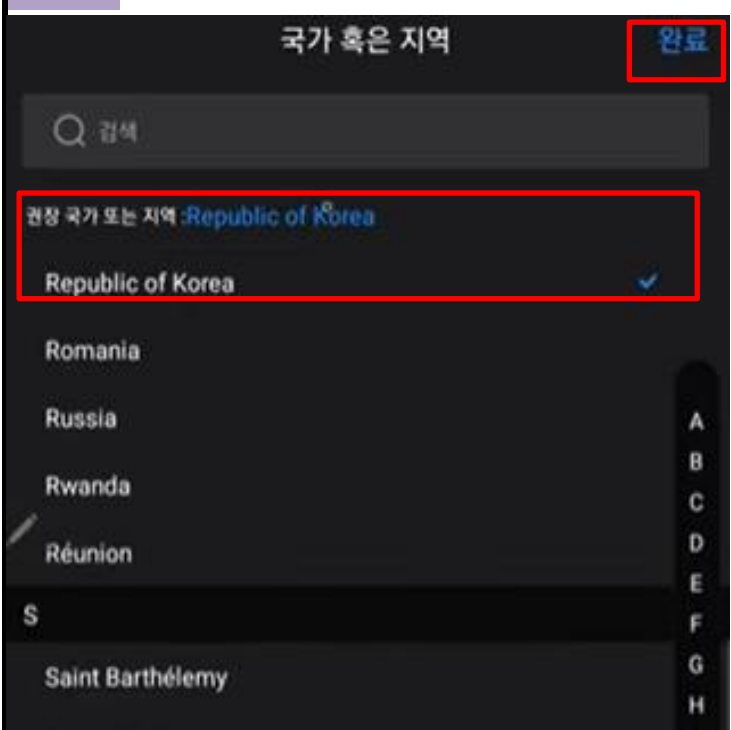 국가 혹은 지역 완료
검색
권장 국가 또는 지역 :Republic of Korea
Republic of Korea
Romania
Russia
A
B
Rwanda
C
D
Réunion
E
S
F
G
Saint Barthélemy
H